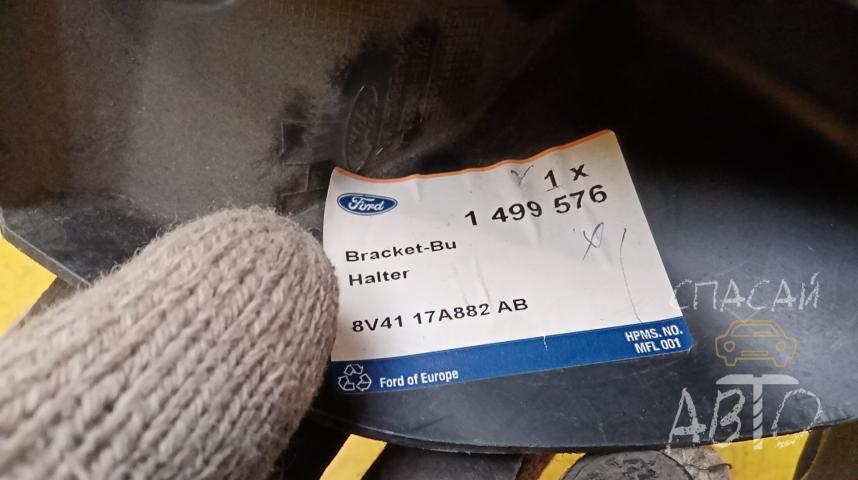 1 x
Ford
1 499 576
Bracket-Bu
Halter
8V41 17A882 AB
HPMS. NO.
MFL 001
Ford of Europe
СПАСАЙ
АВТО